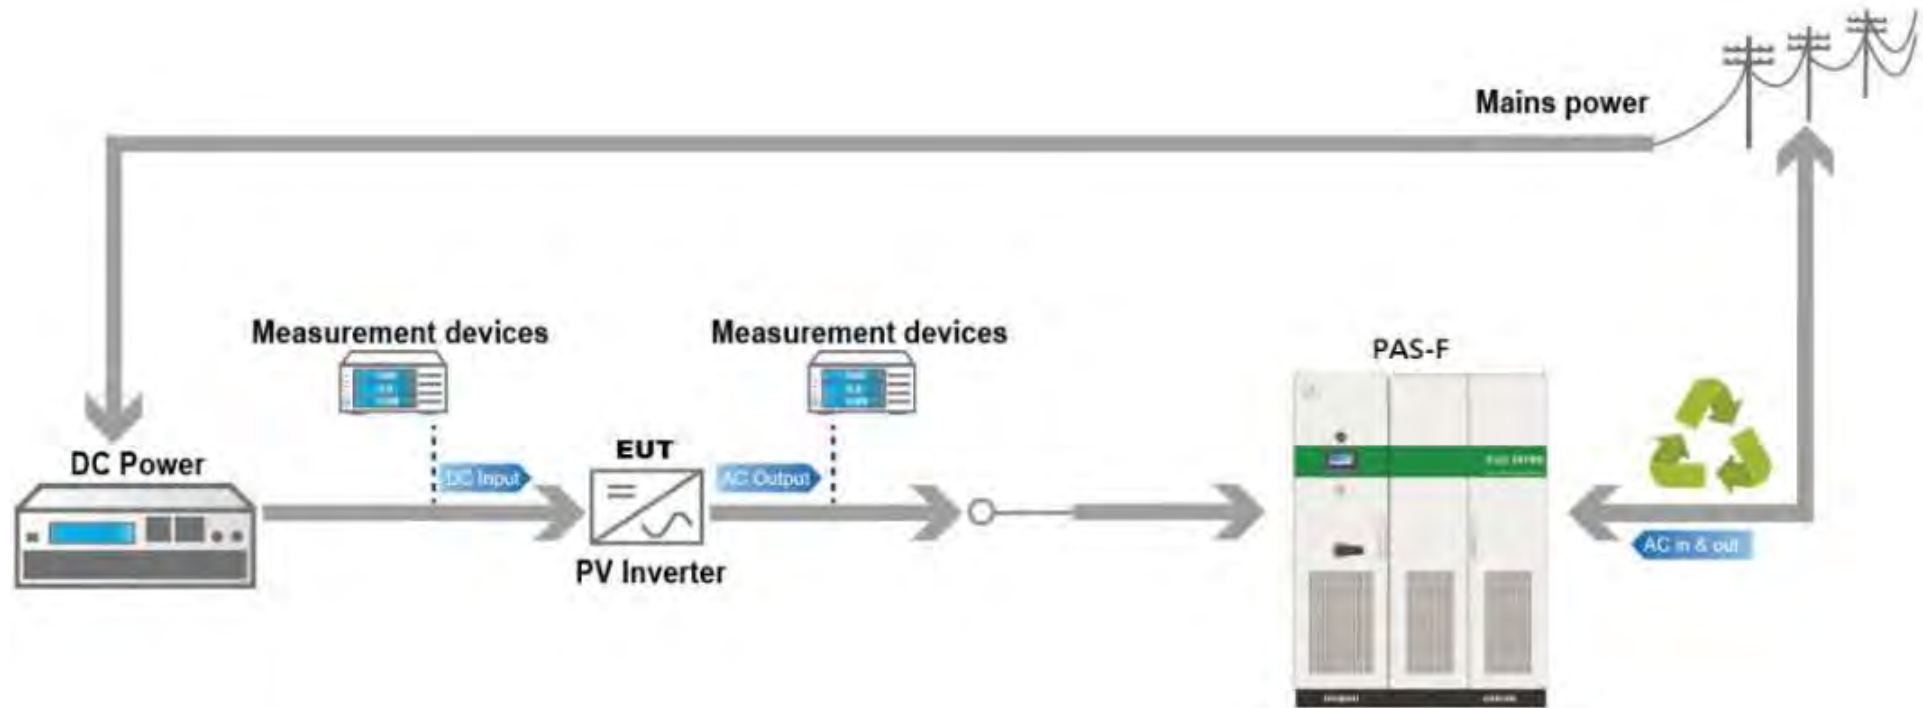 Mains power
Measurement devices
Measurement devices
PAS-F
DC Power
DC Input
EUT
AC Output
PV Inverter
AC in & out